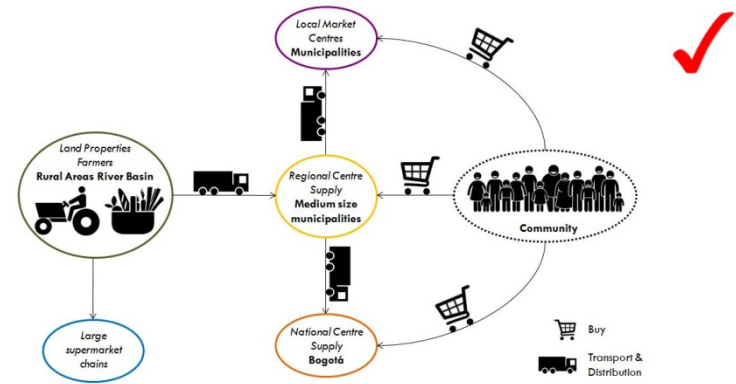 Local Market
Centres
Municipalities
Land Properties
Farmers
Rural Areas River Basin
Regional Centre
Supply
Medium size
municipalities
Community
National Centre
Supply
Bogotá
Large
supermarket
chains
Buy
Transport &
Distribution